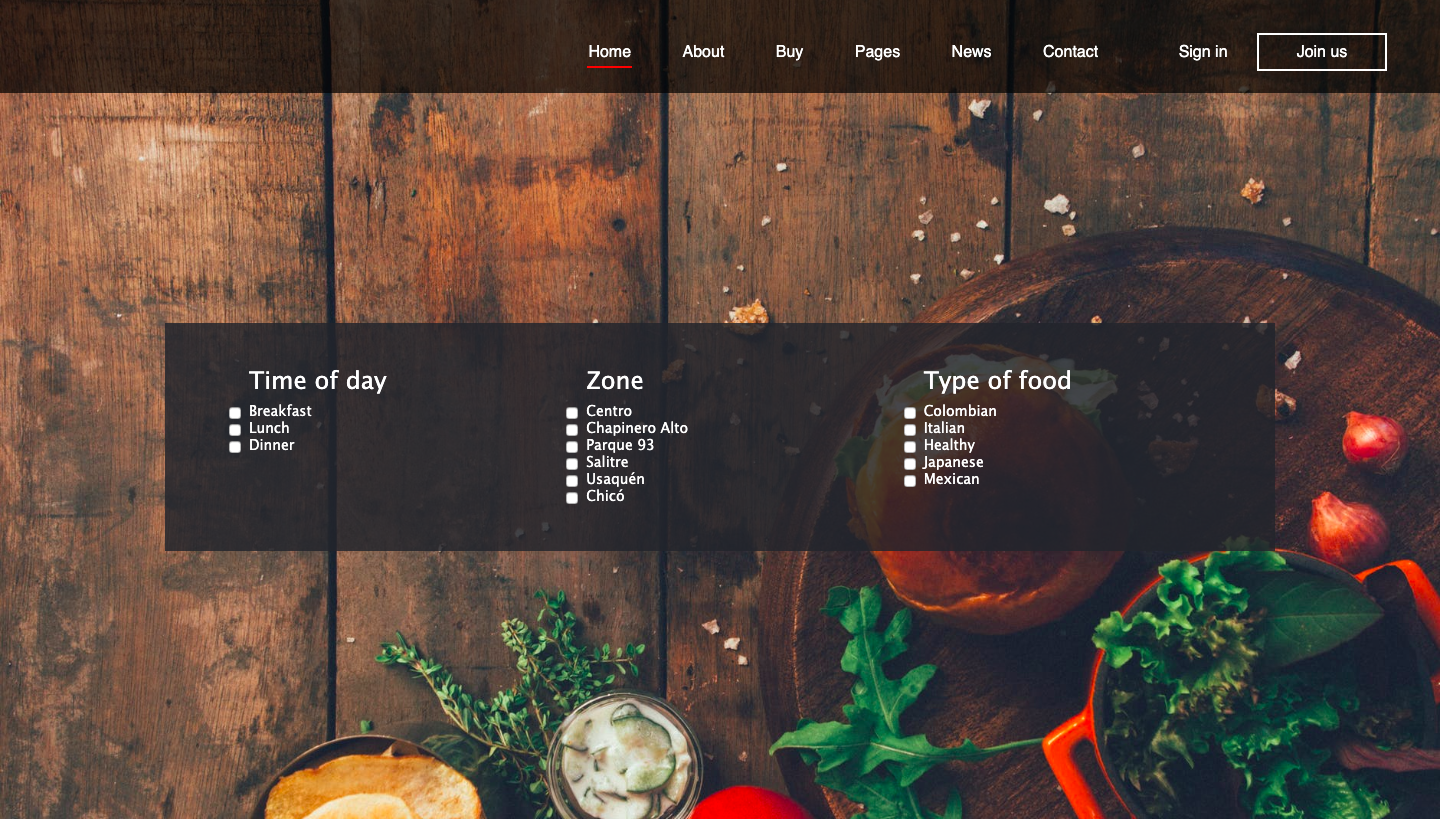 Home About Buy Pages News Contact Sign in Join us
Time of day
Breakfast
Lunch
Dinner
Zone
Centro
Chapinero Alto
Parque 93
Salitre
Usaquén
Chicó
Type of food
Colombian
Italian
Healthy
Japanese
Mexican